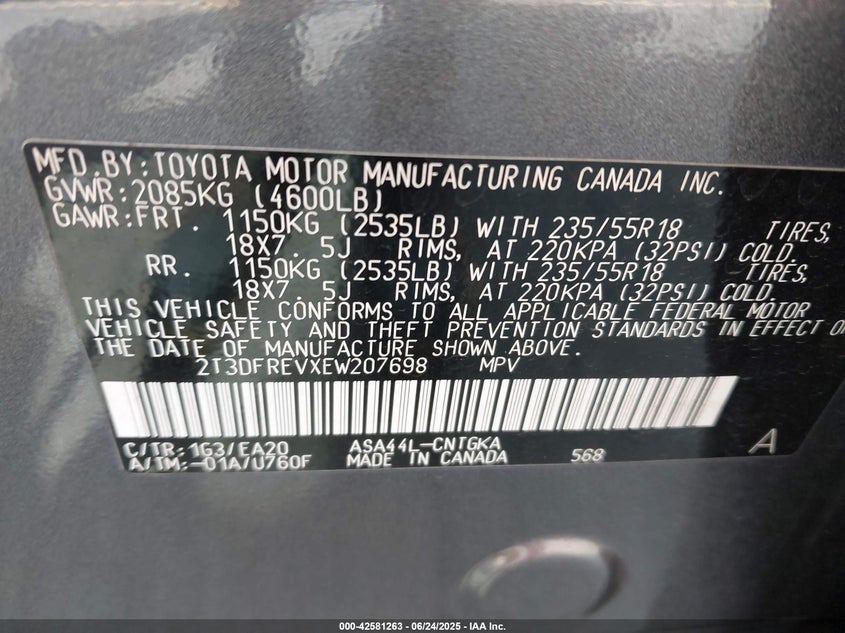 MFD.BY:TOYOTA MOTOR MANUFACTURING CANADA INC.
GVWR:2085KG (4600LB)
GAWR:FRT. 1150KG (2535LB) WITH 235/55R18 TIRES,
18X7.5J RIMS, AT 220KPA (32PSI) COLD.
RR. 1150KG (2535LB) WITH 235/55R18 TIRES,
18X7.5J RIMS, AT 220KPA (32PSI) COLD.
THIS VEHICLE CONFORMS TO ALL APPLICABLE FEDERAL MOTOR
VEHICLE SAFETY AND THEFT PREVENTION STANDARDS IN EFFECT
THE DATE OF MANUFACTURE SHOWN ABOVE.
2T3DFREVXEW207698 MPV
C/TR:1G3/EA20 ASA44L-CNTGKA A
A/TM:-01A/U760F MADE IN CANADA 568
000-42581263 / 06/24/2025 - IAA Inc.